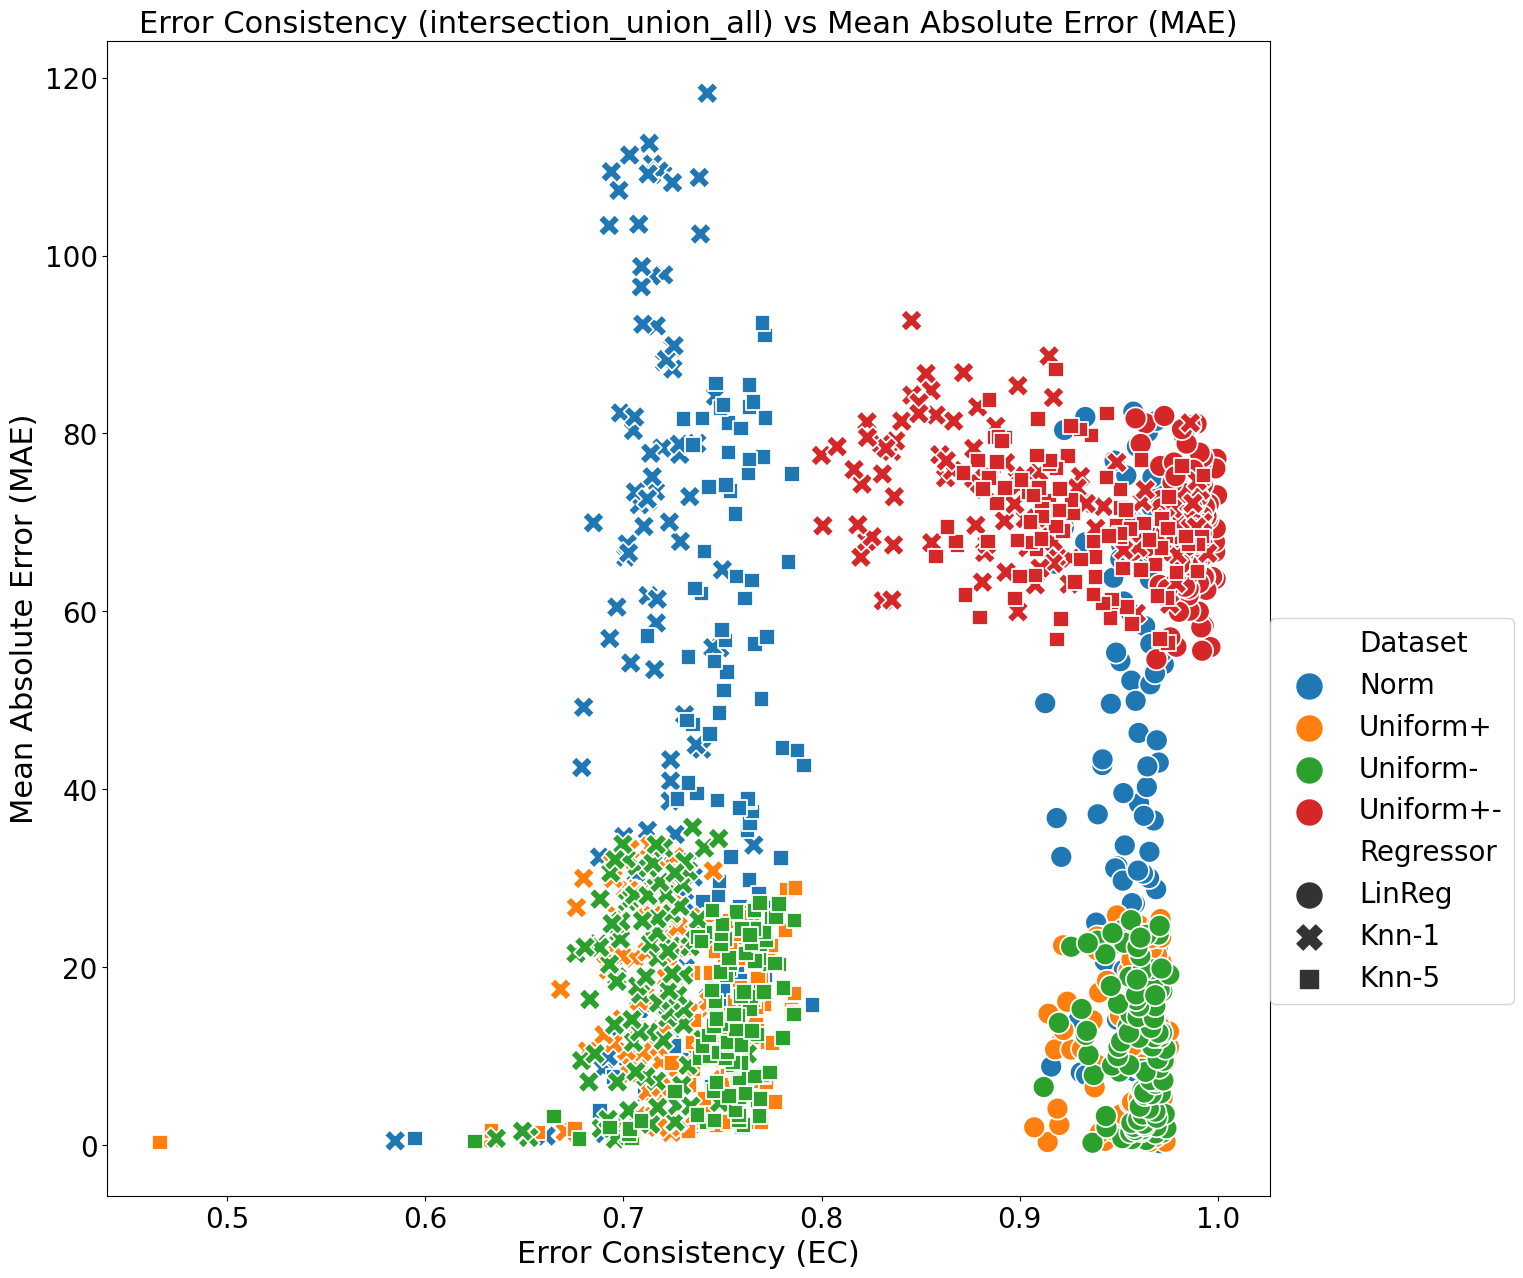 Error Consistency (intersection_union_all) vs Mean Absolute Error (MAE)
120
100
80
60
40
20
0
Mean Absolute Error (MAE)
0.5 0.6 0.7 0.8 0.9 1.0
Error Consistency (EC)
Dataset
Norm
Uniform+
Uniform-
Uniform+-
Regressor
LinReg
Knn-1
Knn-5